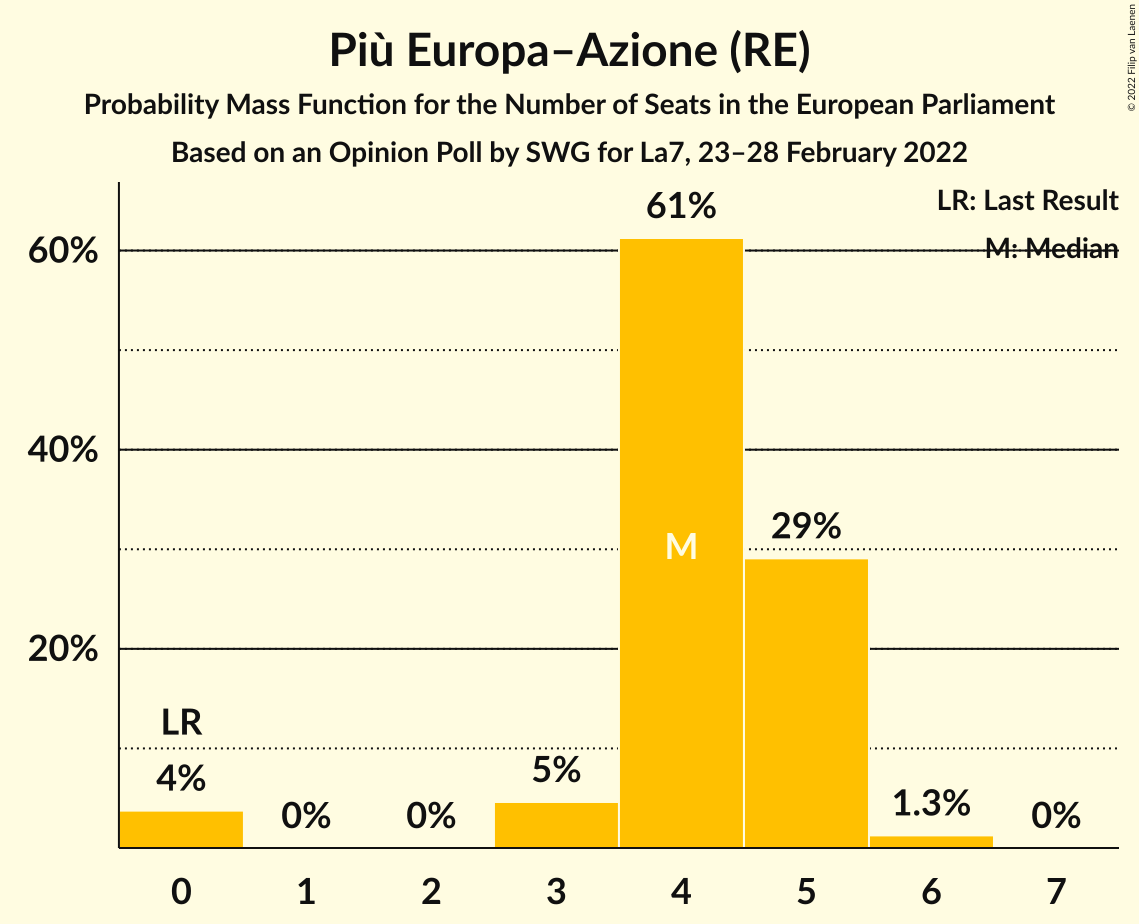 Più Europa–Azione (RE)
Probability Mass Function for the Number of Seats in the European Parliament
Based on an Opinion Poll by SWG for La7, 23–28 February 2022
© 2022 Filip van Laenen
LR: Last Result
M: Median
60%
40%
20%
61%
M
29%
LR
4%
0%
0%
5%
1.3%
0%
0
1
2
3
4
5
6
7